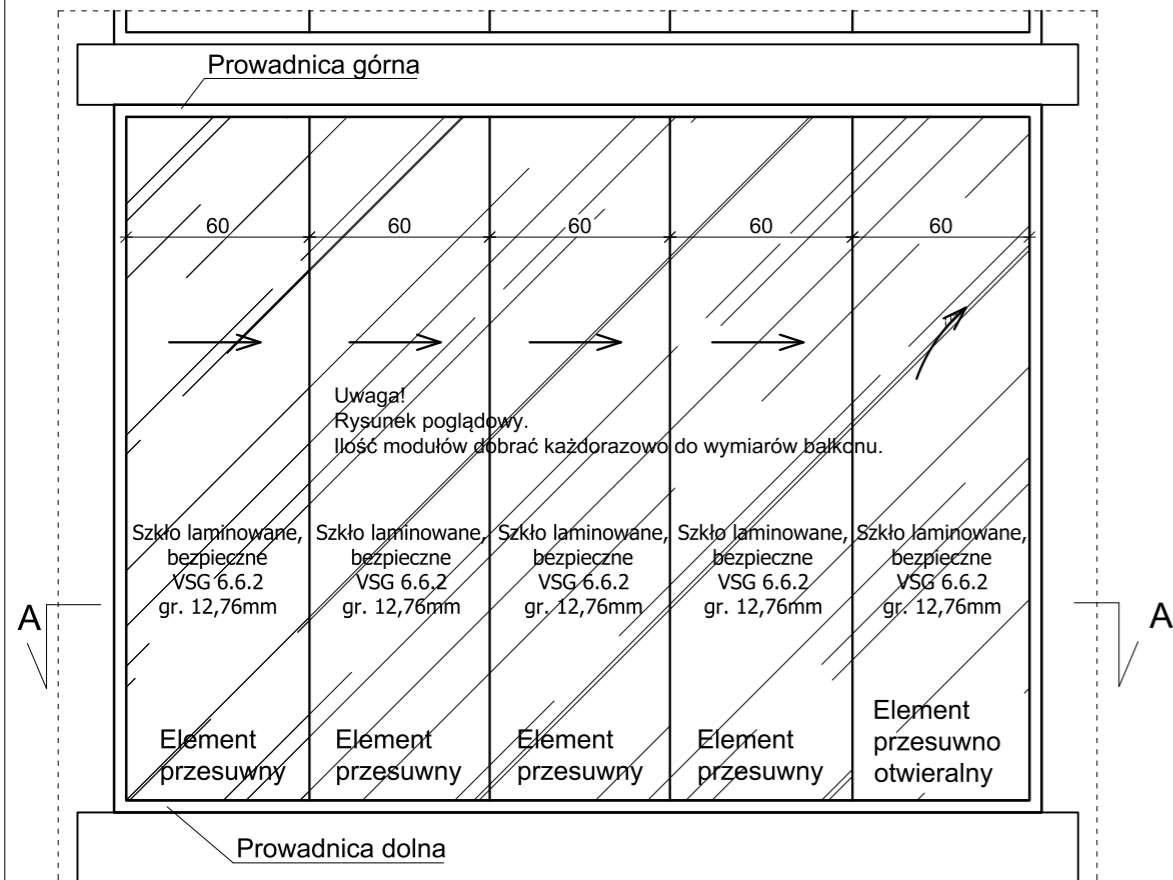 Prowadnica górna
60 60 60 60 60
Uwaga!
Rysunek poglądowy.
Ilość modułów dobrać każdorazowo do wymiarów balkonu.
Szkło laminowane,
bezpieczne
VSG 6.6.2
gr. 12,76mm
Szkło laminowane,
bezpieczne
VSG 6.6.2
gr. 12,76mm
Szkło laminowane,
bezpieczne
VSG 6.6.2
gr. 12,76mm
Szkło laminowane,
bezpieczne
VSG 6.6.2
gr. 12,76mm
Szkło laminowane,
bezpieczne
VSG 6.6.2
gr. 12,76mm
A
A
Element
przesuwny
Element
przesuwny
Element
przesuwny
Element
przesuwny
Element
przesuwno
otwieralny
Prowadnica dolna